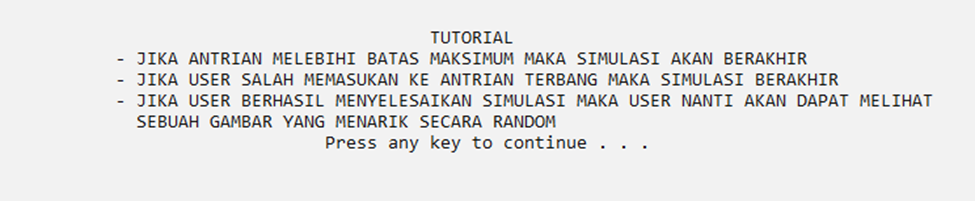 TUTORIAL
- JIKA ANTRIAN MELEBIHI BATAS MAKSIMUM MAKA SIMULASI AKAN BERAKHIR
- JIKA USER SALAH MEMASUKAN KE ANTRIAN TERBANG MAKA SIMULASI BERAKHIR
- JIKA USER BERHASIL MENYELESAIKAN SIMULASI MAKA USER NANTI AKAN DAPAT MELIHAT
SEBUAH GAMBAR YANG MENARIK SECARA RANDOM
Press any key to continue . . .